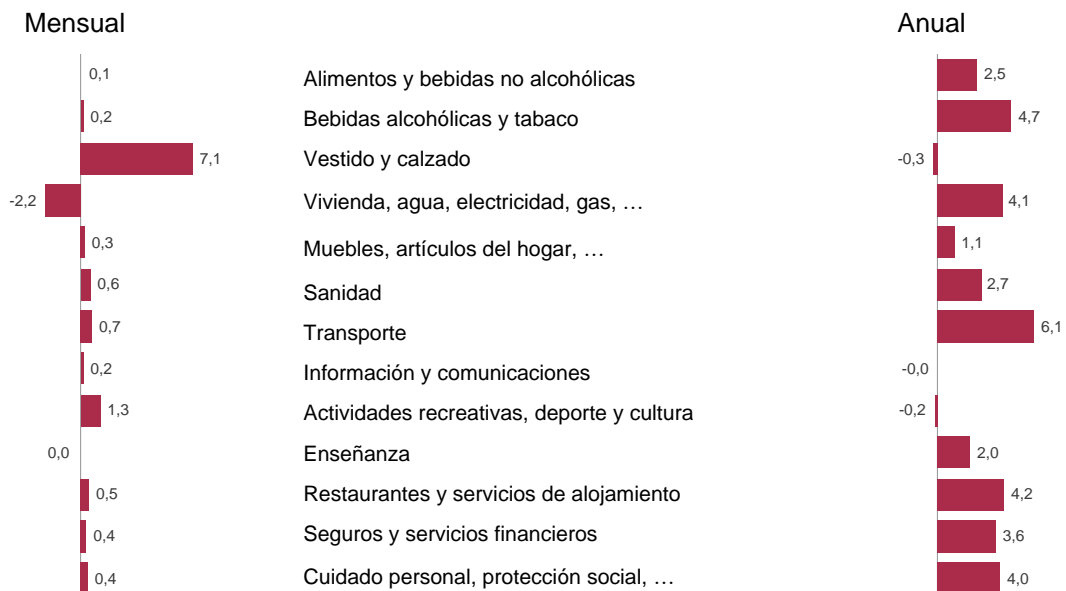 Mensual Anual
0,1 Alimentos y bebidas no alcohólicas 2,5
0,2 Bebidas alcohólicas y tabaco 4,7
7,1 Vestido y calzado -0,3
-2,2 Vivienda, agua, electricidad, gas, … 4,1
0,3 Muebles, artículos del hogar, … 1,1
0,6 Sanidad 2,7
0,7 Transporte 6,1
0,2 Información y comunicaciones -0,0
1,3 Actividades recreativas, deporte y cultura -0,2
0,0 Enseñanza 2,0
0,5 Restaurantes y servicios de alojamiento 4,2
0,4 Seguros y servicios financieros 3,6
0,4 Cuidado personal, protección social, … 4,0